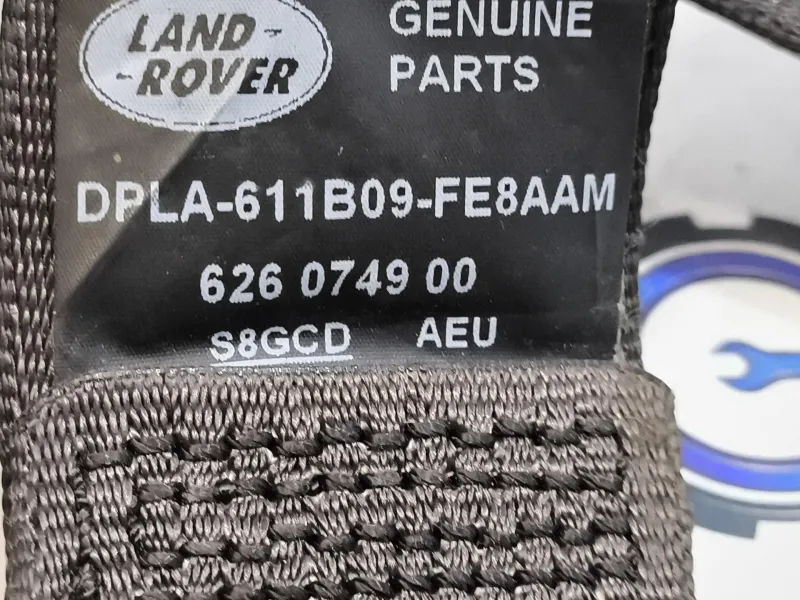 LAND-
-ROVER
GENUINE
PARTS
DPLA-611B09-FE8AAM
626 0749 00
S8GCD AEU